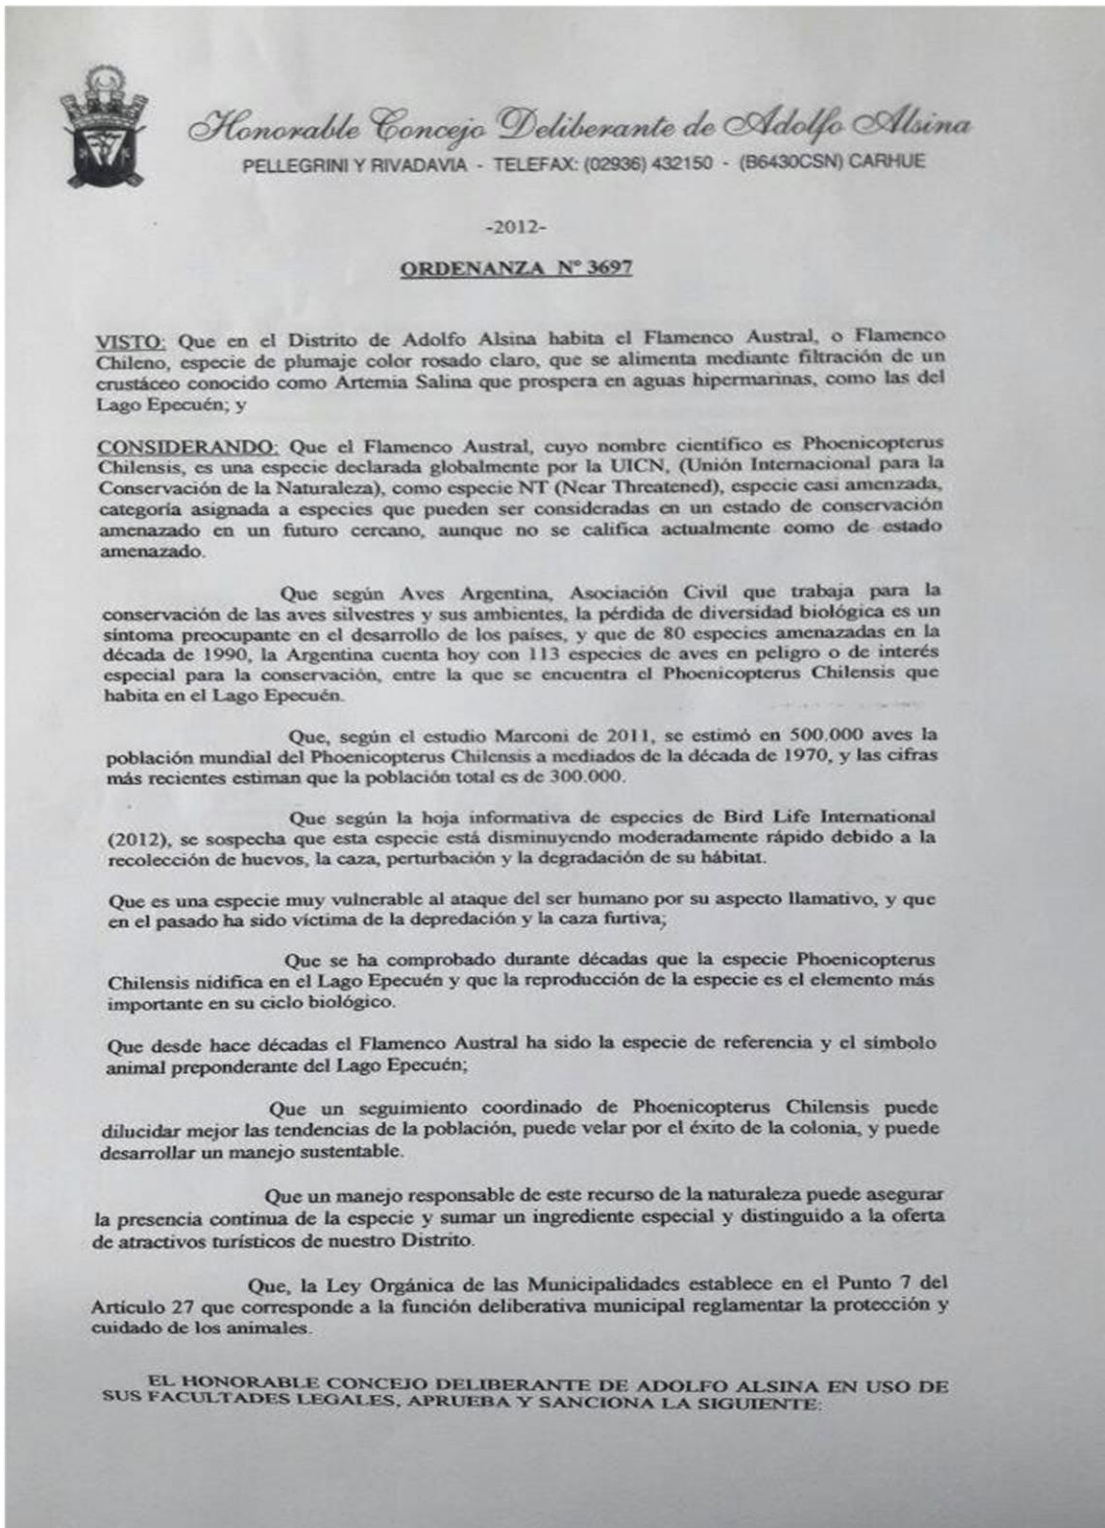 Honorable Concejo Deliberante de Adolfo Alsina
PELLEGRINI Y RIVADAVIA - TELEFAX: (02936) 432150 - (B6430CSN) CARHUE
-2012-
ORDENANZA Nº 3697
VISTO: Que en el Distrito de Adolfo Alsina habita el Flamenco Austral, o Flamenco
Chileno, especie de plumaje color rosado claro, que se alimenta mediante filtración de un
crustáceo conocido como Artemia Salina que prospera en aguas hipermarinas, como las del
Lago Epecuén; y
CONSIDERANDO: Que el Flamenco Austral, cuyo nombre científico es Phoenicopterus
Chilensis, es una especie declarada globalmente por la UICN, (Unión Internacional para la
Conservación de la Naturaleza), como especie NT (Near Threatened), especie casi amenzada,
categoría asignada a especies que pueden ser consideradas en un estado de conservación
amenazado en un futuro cercano, aunque no se califica actualmente como de estado
amenazado.
Que según Aves Argentina, Asociación Civil que trabaja para la
conservación de las aves silvestres y sus ambientes, la pérdida de diversidad biológica es un
síntoma preocupante en el desarrollo de los países, y que de 80 especies amenazadas en la
década de 1990, la Argentina cuenta hoy con 113 especies de aves en peligro o de interés
especial para la conservación, entre la que se encuentra el Phoenicopterus Chilensis que
habita en el Lago Epecuén.
Que, según el estudio Marconi de 2011, se estimó en 500.000 aves la
población mundial del Phoenicopterus Chilensis a mediados de la década de 1970, y las cifras
más recientes estiman que la población total es de 300.000.
Que según la hoja informativa de especies de Bird Life International
(2012), se sospecha que esta especie está disminuyendo moderadamente rápido debido a la
recolección de huevos, la caza, perturbación y la degradación de su hábitat.
Que es una especie muy vulnerable al ataque del ser humano por su aspecto llamativo, y que
en el pasado ha sido víctima de la depredación y la caza furtiva;
Que se ha comprobado durante décadas que la especie Phoenicopterus
Chilensis nidifica en el Lago Epecuén y que la reproducción de la especie es el elemento más
importante en su ciclo biológico.
Que desde hace décadas el Flamenco Austral ha sido la especie de referencia y el símbolo
animal preponderante del Lago Epecuén;
Que un seguimiento coordinado de Phoenicopterus Chilensis puede
dilucidar mejor las tendencias de la población, puede velar por el éxito de la colonia, y puede
desarrollar un manejo sustentable.
Que un manejo responsable de este recurso de la naturaleza puede asegurar
la presencia continua de la especie y sumar un ingrediente especial y distinguido a la oferta
de atractivos turísticos de nuestro Distrito.
Que, la Ley Orgánica de las Municipalidades establece en el Punto 7 del
Artículo 27 que corresponde a la función deliberativa municipal reglamentar la protección y
cuidado de los animales.
EL HONORABLE CONCEJO DELIBERANTE DE ADOLFO ALSINA EN USO DE
SUS FACULTADES LEGALES, APRUEBA Y SANCIONA LA SIGUIENTE: